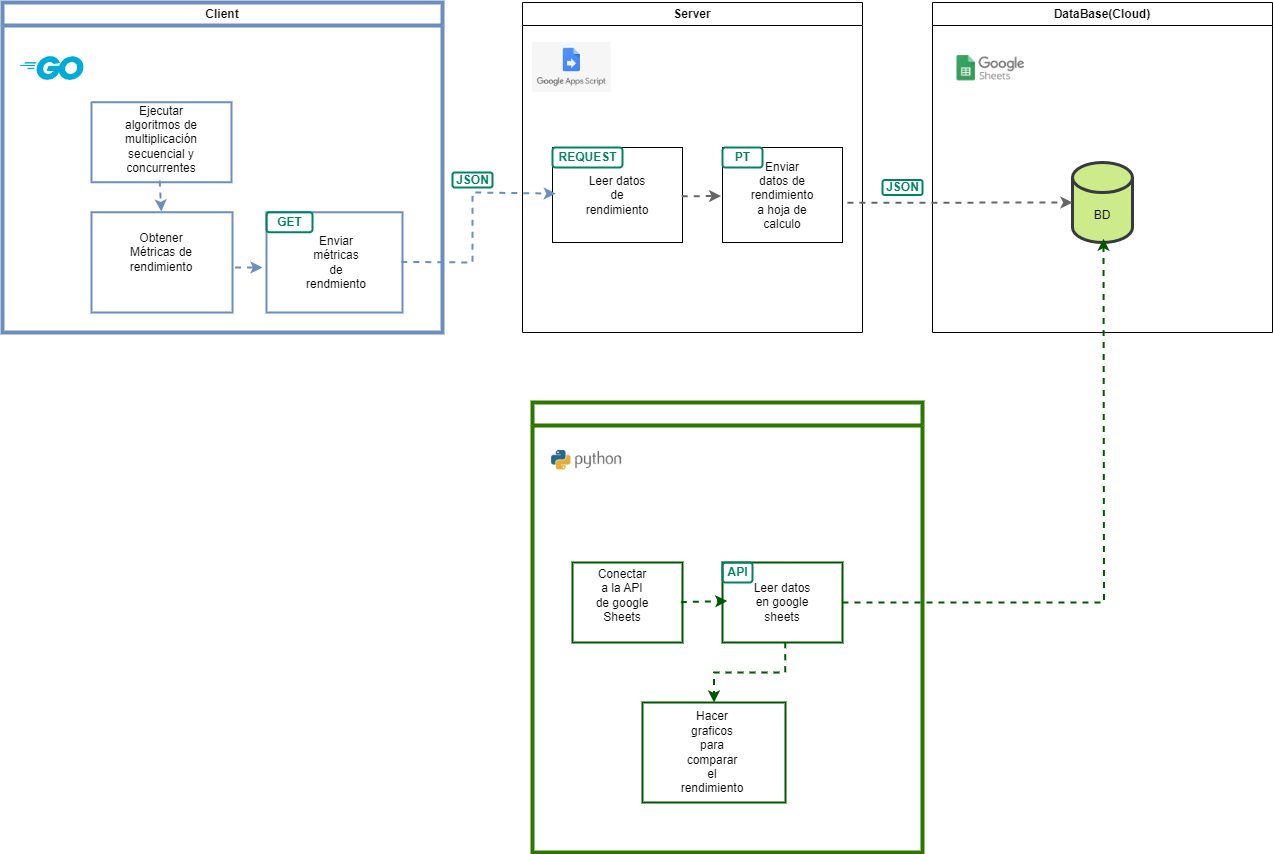 Client
GO
Ejecutar
algoritmos de
multiplicación
secuencial y
concurrentes
Obtener
Métricas de
rendimiento
GET
Enviar
métricas
de
rendmiento
JSON
Server
Google Apps Script
REQUEST
Leer datos
de
rendimiento
PT
Enviar
datos de
rendimiento
a hoja de
calculo
JSON
DataBase(Cloud)
Google
Sheets
BD
python
Conectar
a la API
de google
Sheets
API
Leer datos
en google
sheets
Hacer
graficos
para
comparar
el
rendimiento